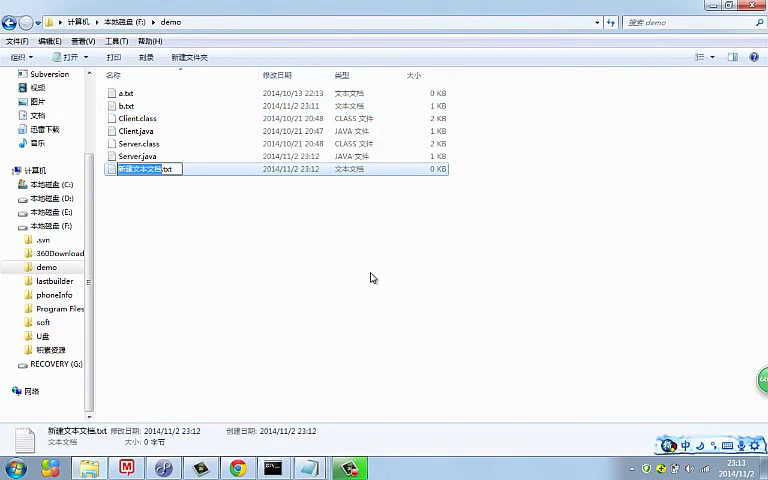 计算机 ▸ 本地磁盘 (F:) ▸ demo
搜索 demo
文件(F) 编辑(E) 查看(V) 工具(T) 帮助(H)
组织 打开 打印 刻录 新建文件夹
名称 修改日期 类型 大小
a.txt 2014/10/13 22:13 文本文档 0 KB
b.txt 2014/11/2 23:11 文本文档 1 KB
Client.class 2014/10/21 20:48 CLASS 文件 2 KB
Client.java 2014/10/21 20:47 JAVA 文件 1 KB
Server.class 2014/10/21 20:48 CLASS 文件 2 KB
Server.java 2014/11/2 23:12 JAVA 文件 1 KB
新建文本文档.txt 2014/11/2 23:12 文本文档 0 KB
Subversion
视频
图片
文档
迅雷下载
音乐
计算机
本地磁盘 (C:)
本地磁盘 (D:)
本地磁盘 (E:)
本地磁盘 (F:)
.svn
360Download
demo
lastbuilder
phoneInfo
Program Files
soft
U盘
积累资源
RECOVERY (G:)
网络
新建文本文档.txt 修改日期: 2014/11/2 23:12 创建日期: 2014/11/2 23:12
文本文档 大小: 0 字节
中
23:13
2014/11/2